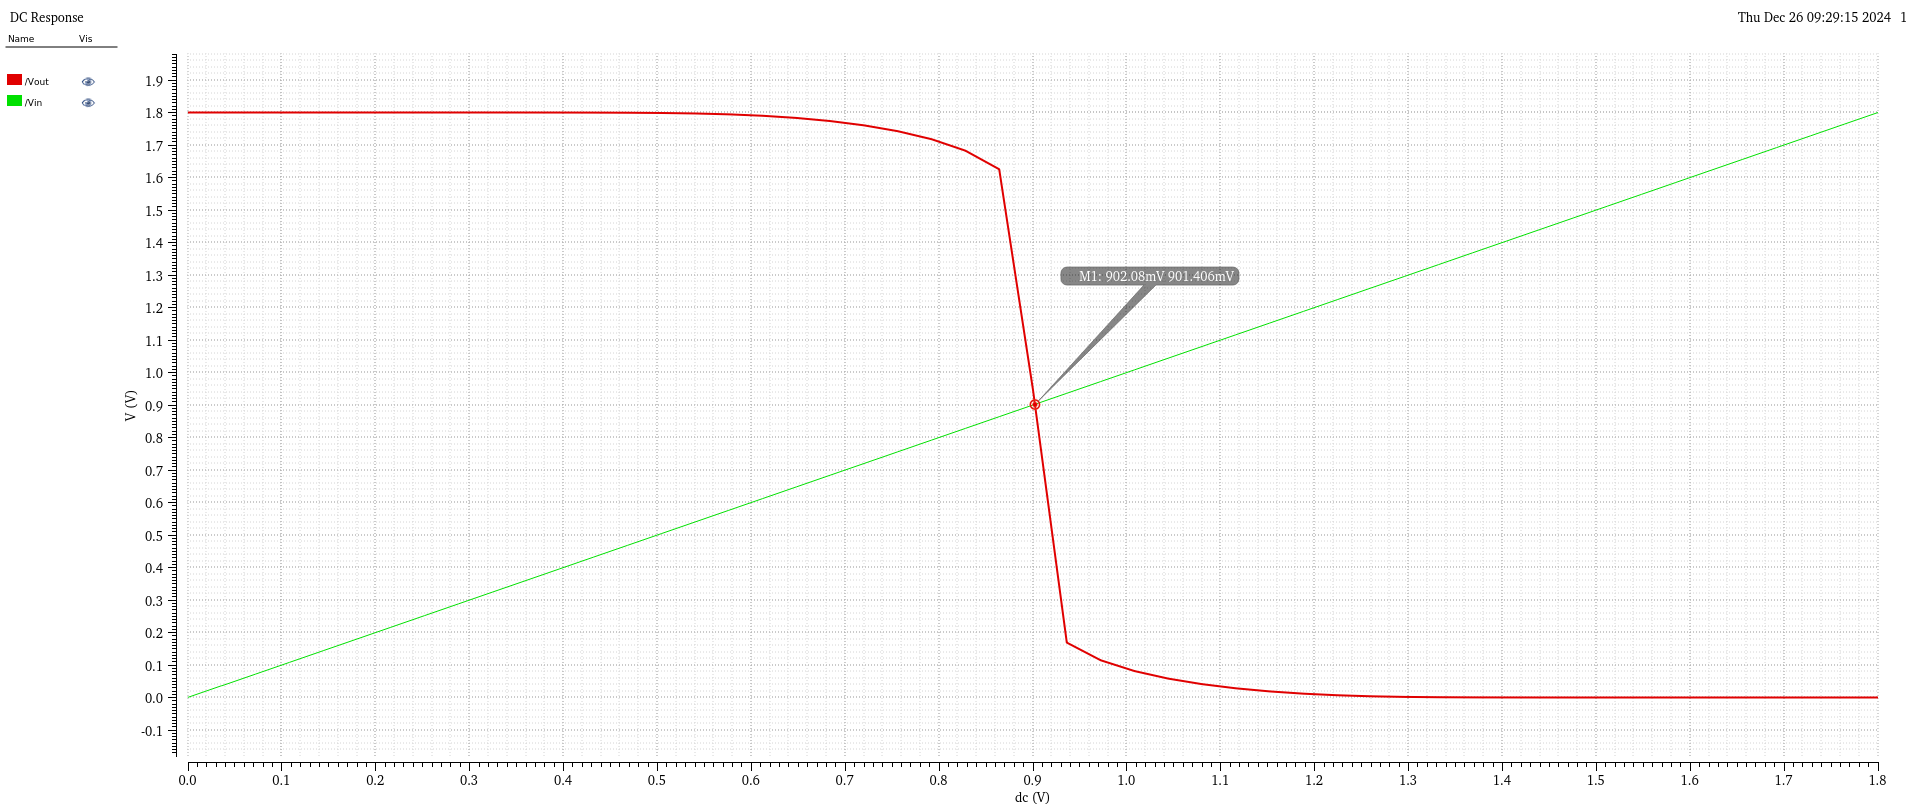 DC Response
Thu Dec 26 09:29:15 2024 1
Name Vis
/Vout
/Vin
1.9
1.8
1.7
1.6
1.5
1.4
1.3
1.2
1.1
1.0
0.9
0.8
0.7
0.6
0.5
0.4
0.3
0.2
0.1
0.0
-0.1
V (V)
M1: 902.08mV 901.406mV
0.0 0.1 0.2 0.3 0.4 0.5 0.6 0.7 0.8 0.9 1.0 1.1 1.2 1.3 1.4 1.5 1.6 1.7 1.8
dc (V)